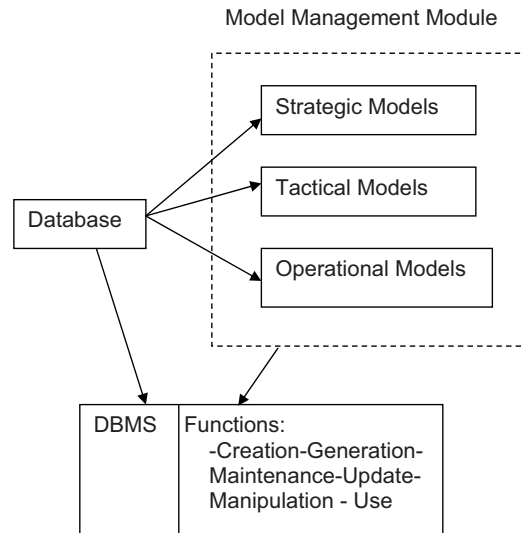 Model Management Module
Strategic Models
Tactical Models
Database
Operational Models
DBMS
Functions:
-Creation-Generation-
Maintenance-Update-
Manipulation - Use